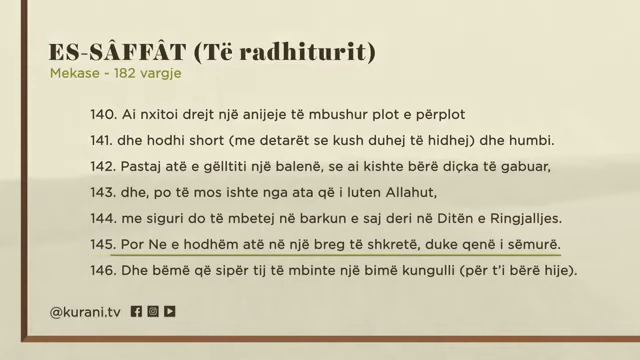 ES-SÂFFÂT (Të radhiturit)
Mekase - 182 vargje
140. Ai nxitoi drejt një anijeje të mbushur plot e përplot
141. dhe hodhi short (me detarët se kush duhej të hidhej) dhe humbi.
142. Pastaj atë e gëlltiti një balenë, se ai kishte bërë diçka të gabuar,
143. dhe, po të mos ishte nga ata që i luten Allahut,
144. me siguri do të mbetej në barkun e saj deri në Ditën e Ringjalljes.
145. Por Ne e hodhëm atë në një breg të shkretë, duke qenë i sëmurë.
146. Dhe bëmë që sipër tij të mbinte një bimë kungulli (për t'i bërë hije).
@kurani.tv